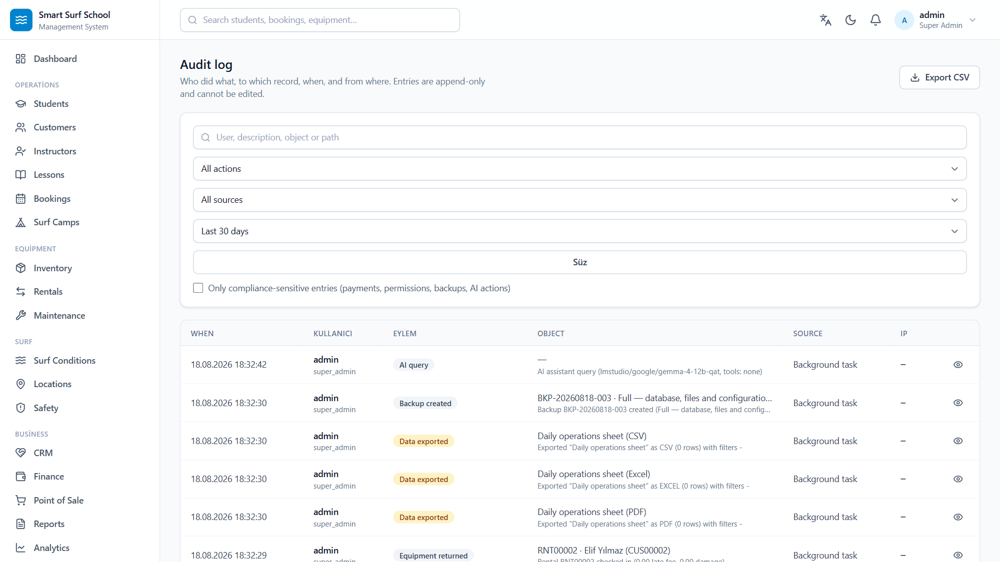 Smart Surf School
Management System
Search students, bookings, equipment...
A
admin
Super Admin
Dashboard
OPERATİONS
Students
Customers
Instructors
Lessons
Bookings
Surf Camps
EQUİPMENT
Inventory
Rentals
Maintenance
SURF
Surf Conditions
Locations
Safety
BUSİNESS
CRM
Finance
Point of Sale
Reports
Analytics
Audit log
Who did what, to which record, when, and from where. Entries are append-only
and cannot be edited.
Export CSV
User, description, object or path
All actions
All sources
Last 30 days
Süz
Only compliance-sensitive entries (payments, permissions, backups, AI actions)
WHEN KULLANICI EYLEM OBJECT SOURCE IP
18.08.2026 18:32:42 admin super_admin AI query — AI assistant query (lmstudio/google/gemma-4-12b-qat, tools: none) Background task –
18.08.2026 18:32:30 admin super_admin Backup created BKP-20260818-003 · Full — database, files and configuratio... Backup BKP-20260818-003 created (Full — database, files and config... Background task –
18.08.2026 18:32:30 admin super_admin Data exported Daily operations sheet (CSV) Exported “Daily operations sheet” as CSV (0 rows) with filters - Background task –
18.08.2026 18:32:30 admin super_admin Data exported Daily operations sheet (Excel) Exported “Daily operations sheet” as EXCEL (0 rows) with filters - Background task –
18.08.2026 18:32:30 admin super_admin Data exported Daily operations sheet (PDF) Exported “Daily operations sheet” as PDF (0 rows) with filters - Background task –
18.08.2026 18:32:29 admin super_admin Equipment returned RNT00002 · Elif Yılmaz (CUS00002) Rental RNT00002 checked in (0.00 late fee, 0.00 damage) Background task –